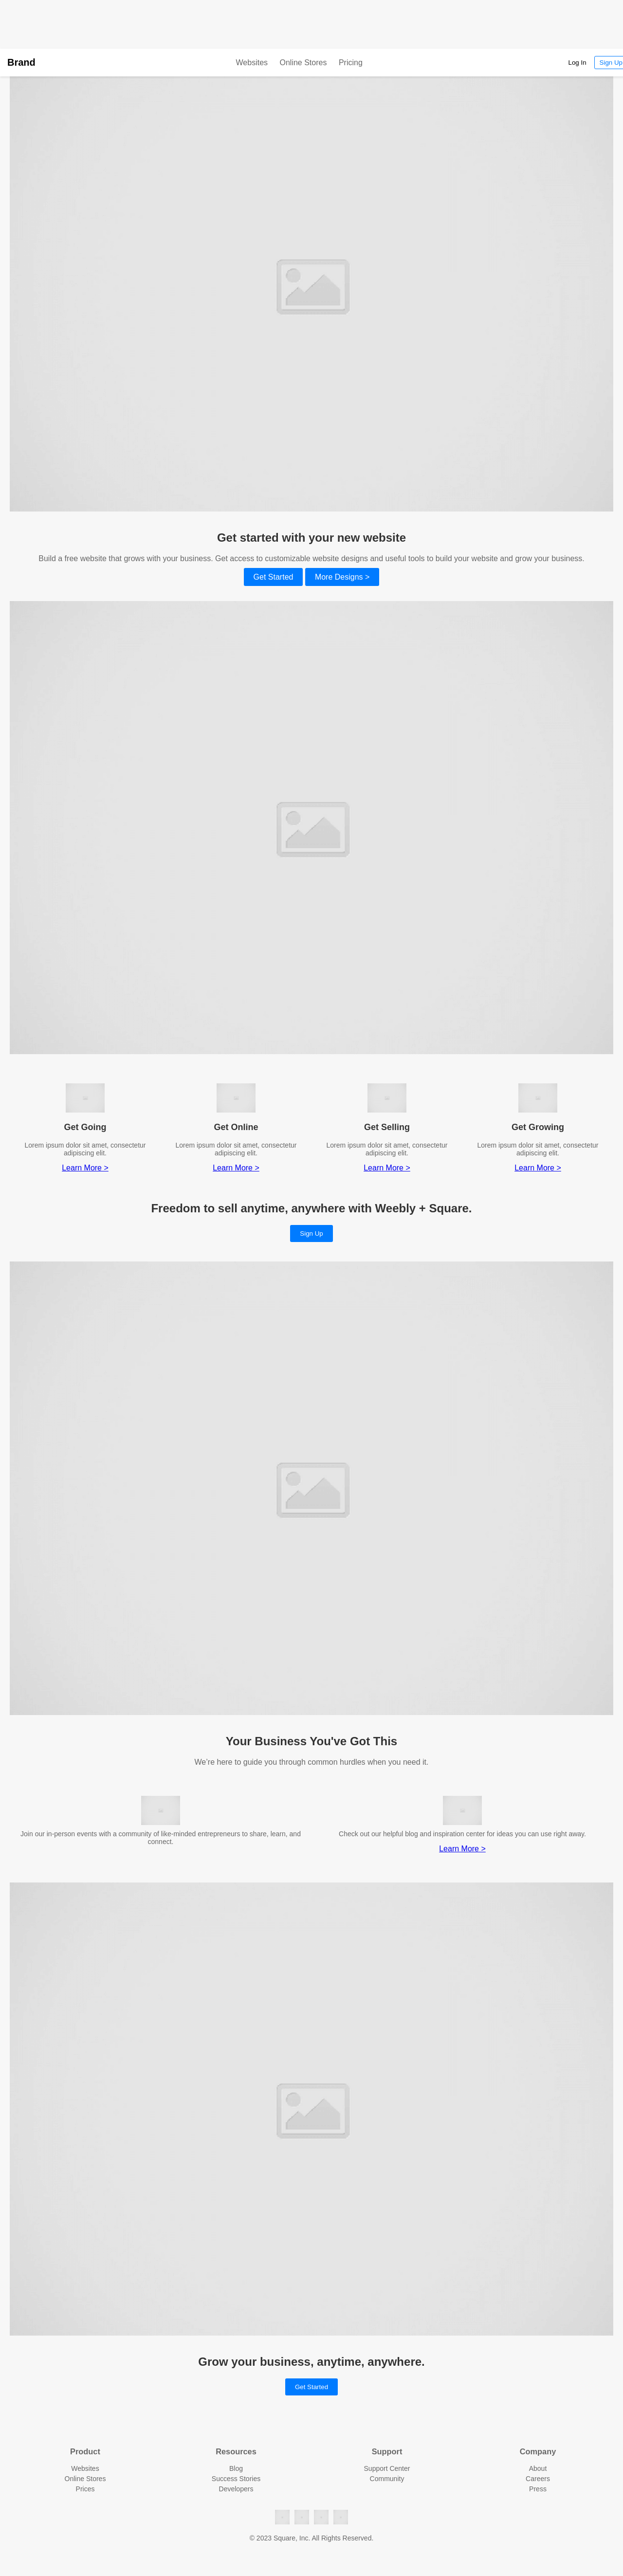 Brand
Websites Online Stores Pricing
Log In Sign Up
Get started with your new website
Build a free website that grows with your business. Get access to customizable website designs and useful tools to build your website and grow your business.
Get Started More Designs >
Get Going
Lorem ipsum dolor sit amet, consectetur
adipiscing elit.
Learn More >
Get Online
Lorem ipsum dolor sit amet, consectetur
adipiscing elit.
Learn More >
Get Selling
Lorem ipsum dolor sit amet, consectetur
adipiscing elit.
Learn More >
Get Growing
Lorem ipsum dolor sit amet, consectetur
adipiscing elit.
Learn More >
Freedom to sell anytime, anywhere with Weebly + Square.
Sign Up
Your Business You've Got This
We're here to guide you through common hurdles when you need it.
Join our in-person events with a community of like-minded entrepreneurs to share, learn, and
connect.
Check out our helpful blog and inspiration center for ideas you can use right away.
Learn More >
Grow your business, anytime, anywhere.
Get Started
Product
Websites
Online Stores
Prices
Resources
Blog
Success Stories
Developers
Support
Support Center
Community
Company
About
Careers
Press
© 2023 Square, Inc. All Rights Reserved.